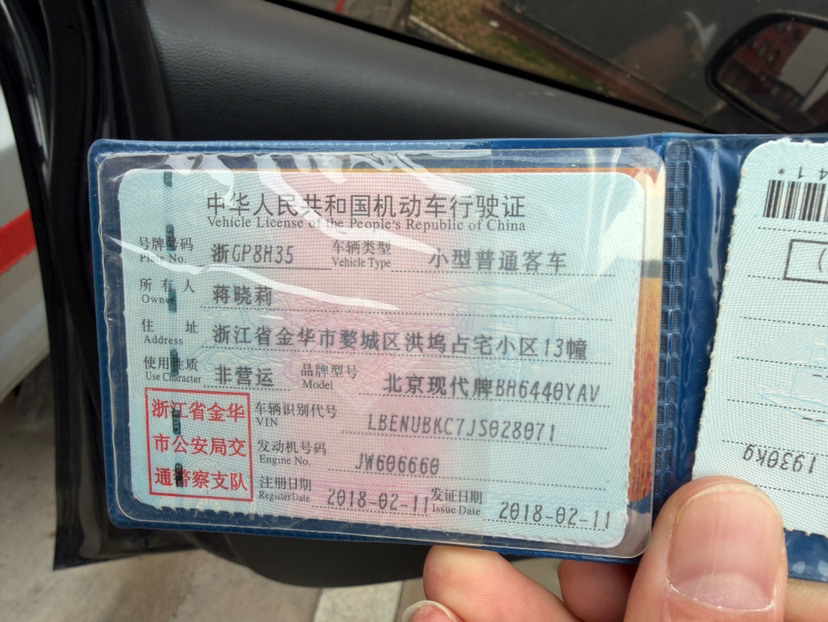 中华人民共和国机动车行驶证
Vehicle License of the People's Republic of China
号牌号码 浙GP8H35 车辆类型 小型普通客车
Plate No. Vehicle Type
所有人 蒋晓莉
Owner
住址 浙江省金华市婺城区洪坞占宅小区13幢
Address
使用性质 非营运 品牌型号 北京现代牌BH6440YAV
Use Character Model
浙江省金华
市公安局交
通警察支队
车辆识别代号 LBENUBKC7JS028071
VIN
发动机号码 JW606660
Engine No.
注册日期 2018-02-11 发证日期 2018-02-11
Register Date Issue Date
1930kg